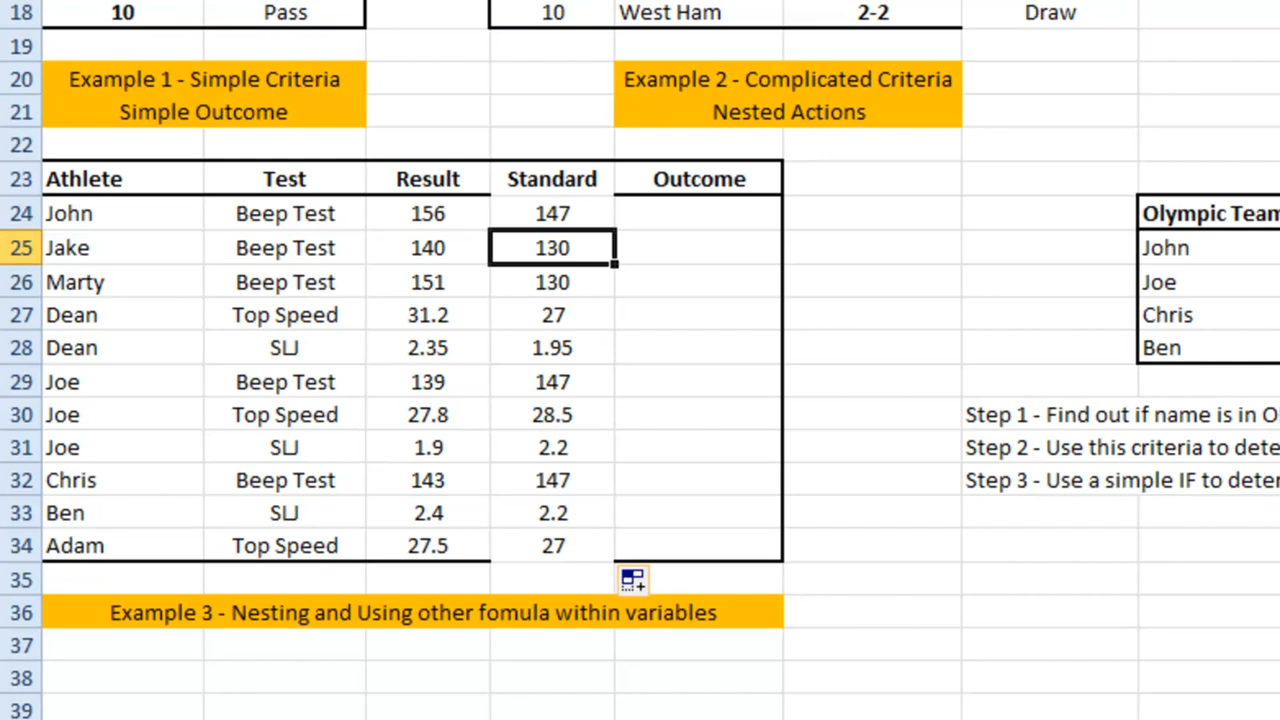 18 10 Pass 10 West Ham 2-2 Draw
19
20 Example 1 - Simple Criteria Example 2 - Complicated Criteria
21 Simple Outcome Nested Actions
22
23 Athlete Test Result Standard Outcome
24 John Beep Test 156 147 Olympic Team
25 Jake Beep Test 140 130 John
26 Marty Beep Test 151 130 Joe
27 Dean Top Speed 31.2 27 Chris
28 Dean SLJ 2.35 1.95 Ben
29 Joe Beep Test 139 147
30 Joe Top Speed 27.8 28.5 Step 1 - Find out if name is in O
31 Joe SLJ 1.9 2.2 Step 2 - Use this criteria to dete
32 Chris Beep Test 143 147 Step 3 - Use a simple IF to deter
33 Ben SLJ 2.4 2.2
34 Adam Top Speed 27.5 27
35
36 Example 3 - Nesting and Using other fomula within variables
37
38
39